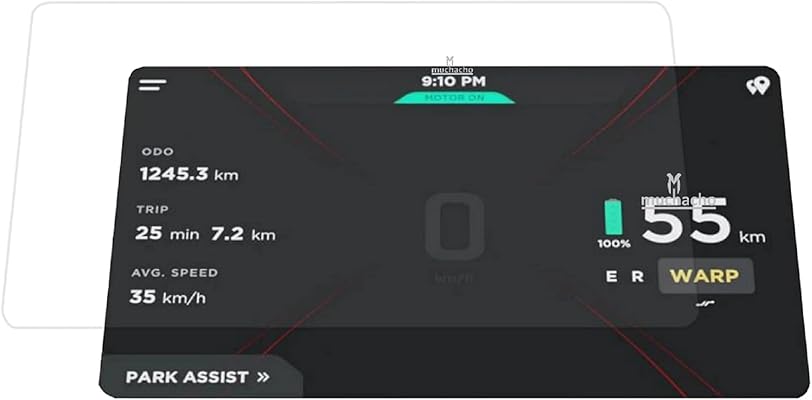 muchacho
9:10 PM
MOTOR ON
ODO
1245.3 km
TRIP
25 min 7.2 km
AVG. SPEED
35 km/h
0
km/h
muchacho
55 km
100%
E R WARP
PARK ASSIST »